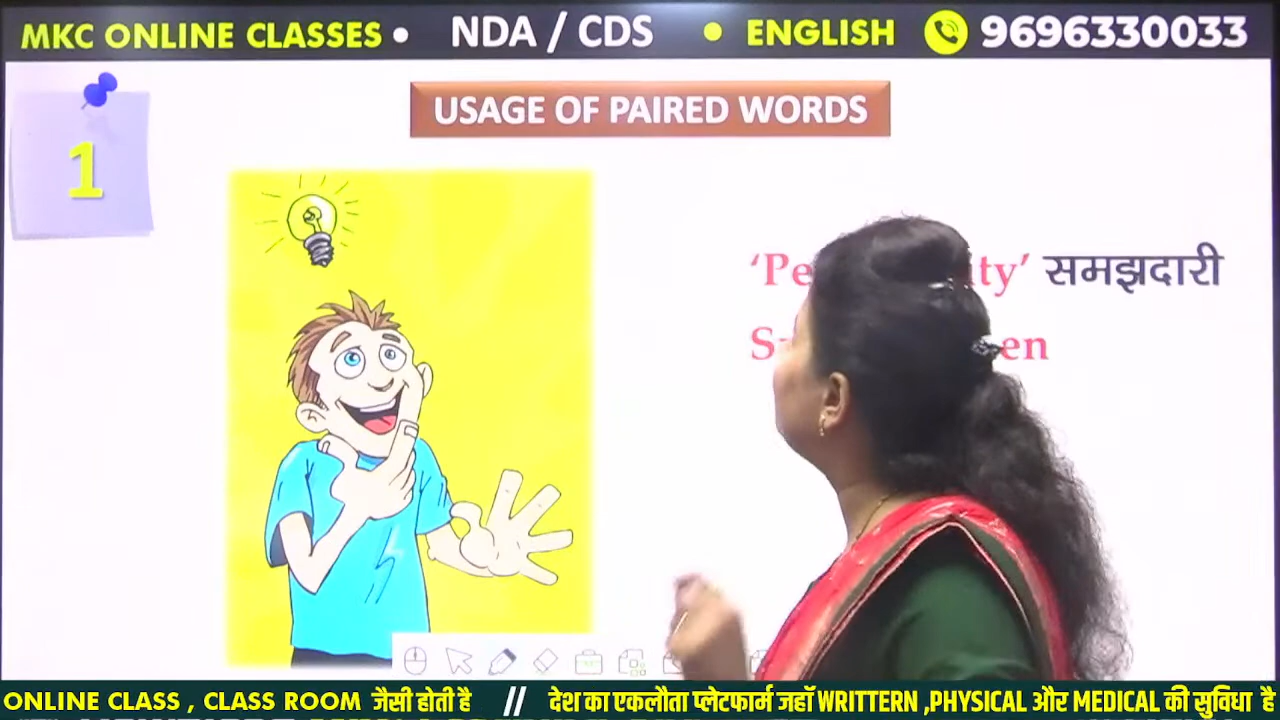 MKC ONLINE CLASSES • NDA / CDS • ENGLISH 9696330033
USAGE OF PAIRED WORDS
1
समझदारी
ONLINE CLASS , CLASS ROOM जैसी होती है // देश का एकलौता प्लेटफार्म जहाँ WRITTERN ,PHYSICAL और MEDICAL की सुविधा है